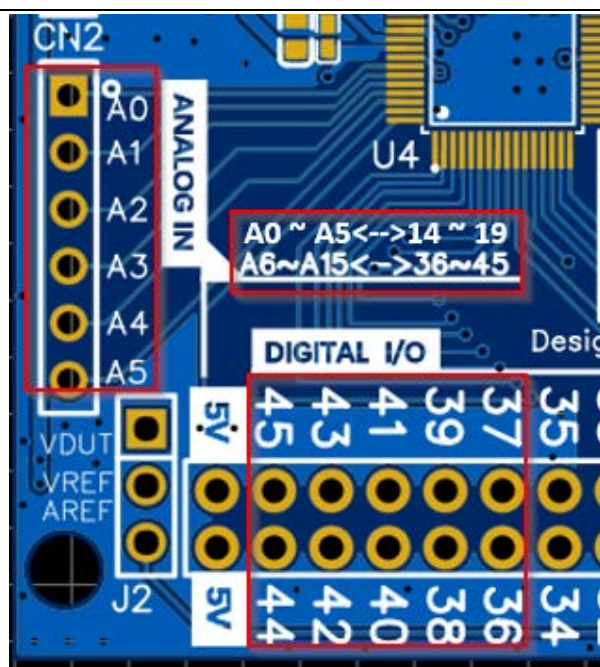 CN2
A0
A1
A2
A3
A4
A5
ANALOG IN
U4
A0 ~ A5<-->14 ~ 19
A6~A15<->36~45
DIGITAL I/O
Desig
5V 45 43 41 39 37 35
VDUT
VREF
AREF
J2
5V 44 42 40 38 36 34